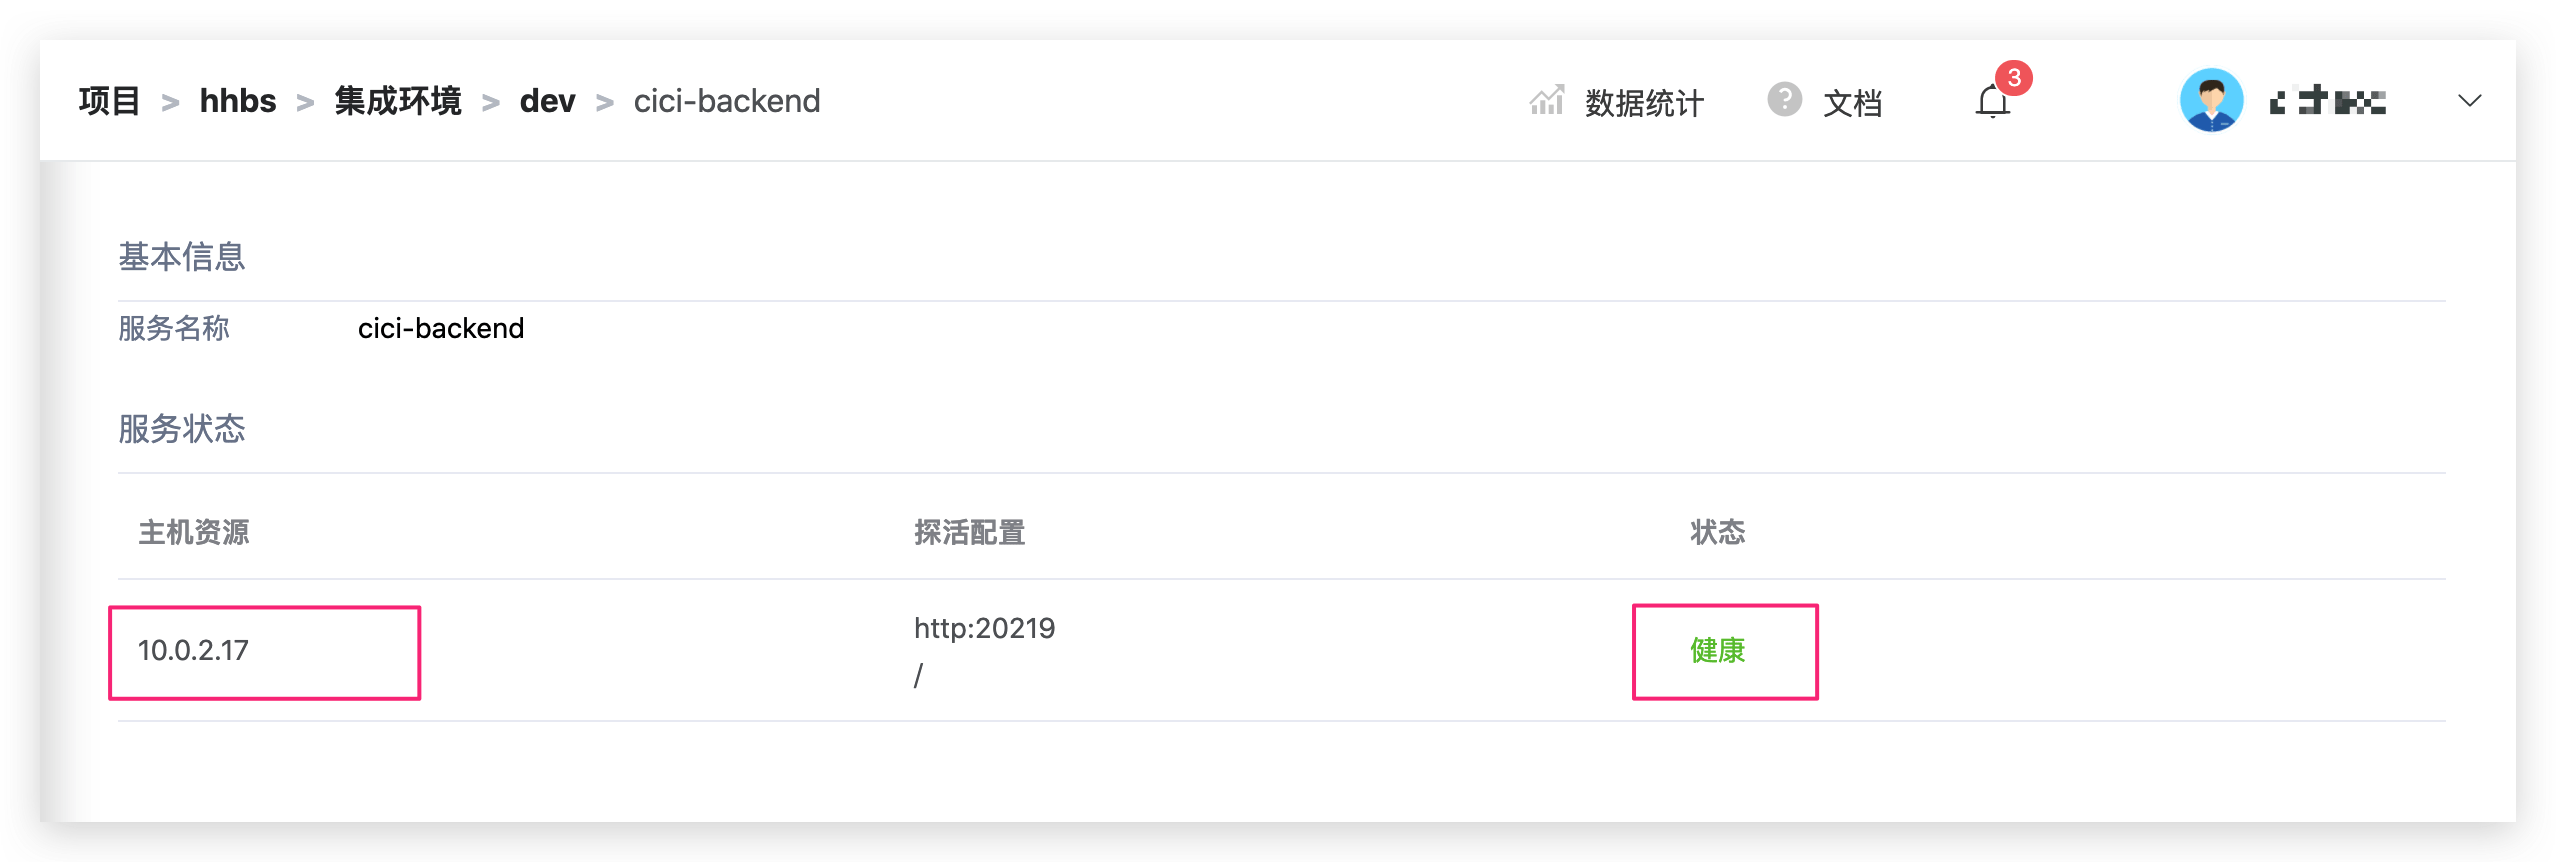 项目 > hhbs > 集成环境 > dev > cici-backend 数据统计 ? 文档 3
基本信息
服务名称 cici-backend
服务状态
主机资源 探活配置 状态
10.0.2.17 http:20219 健康
/